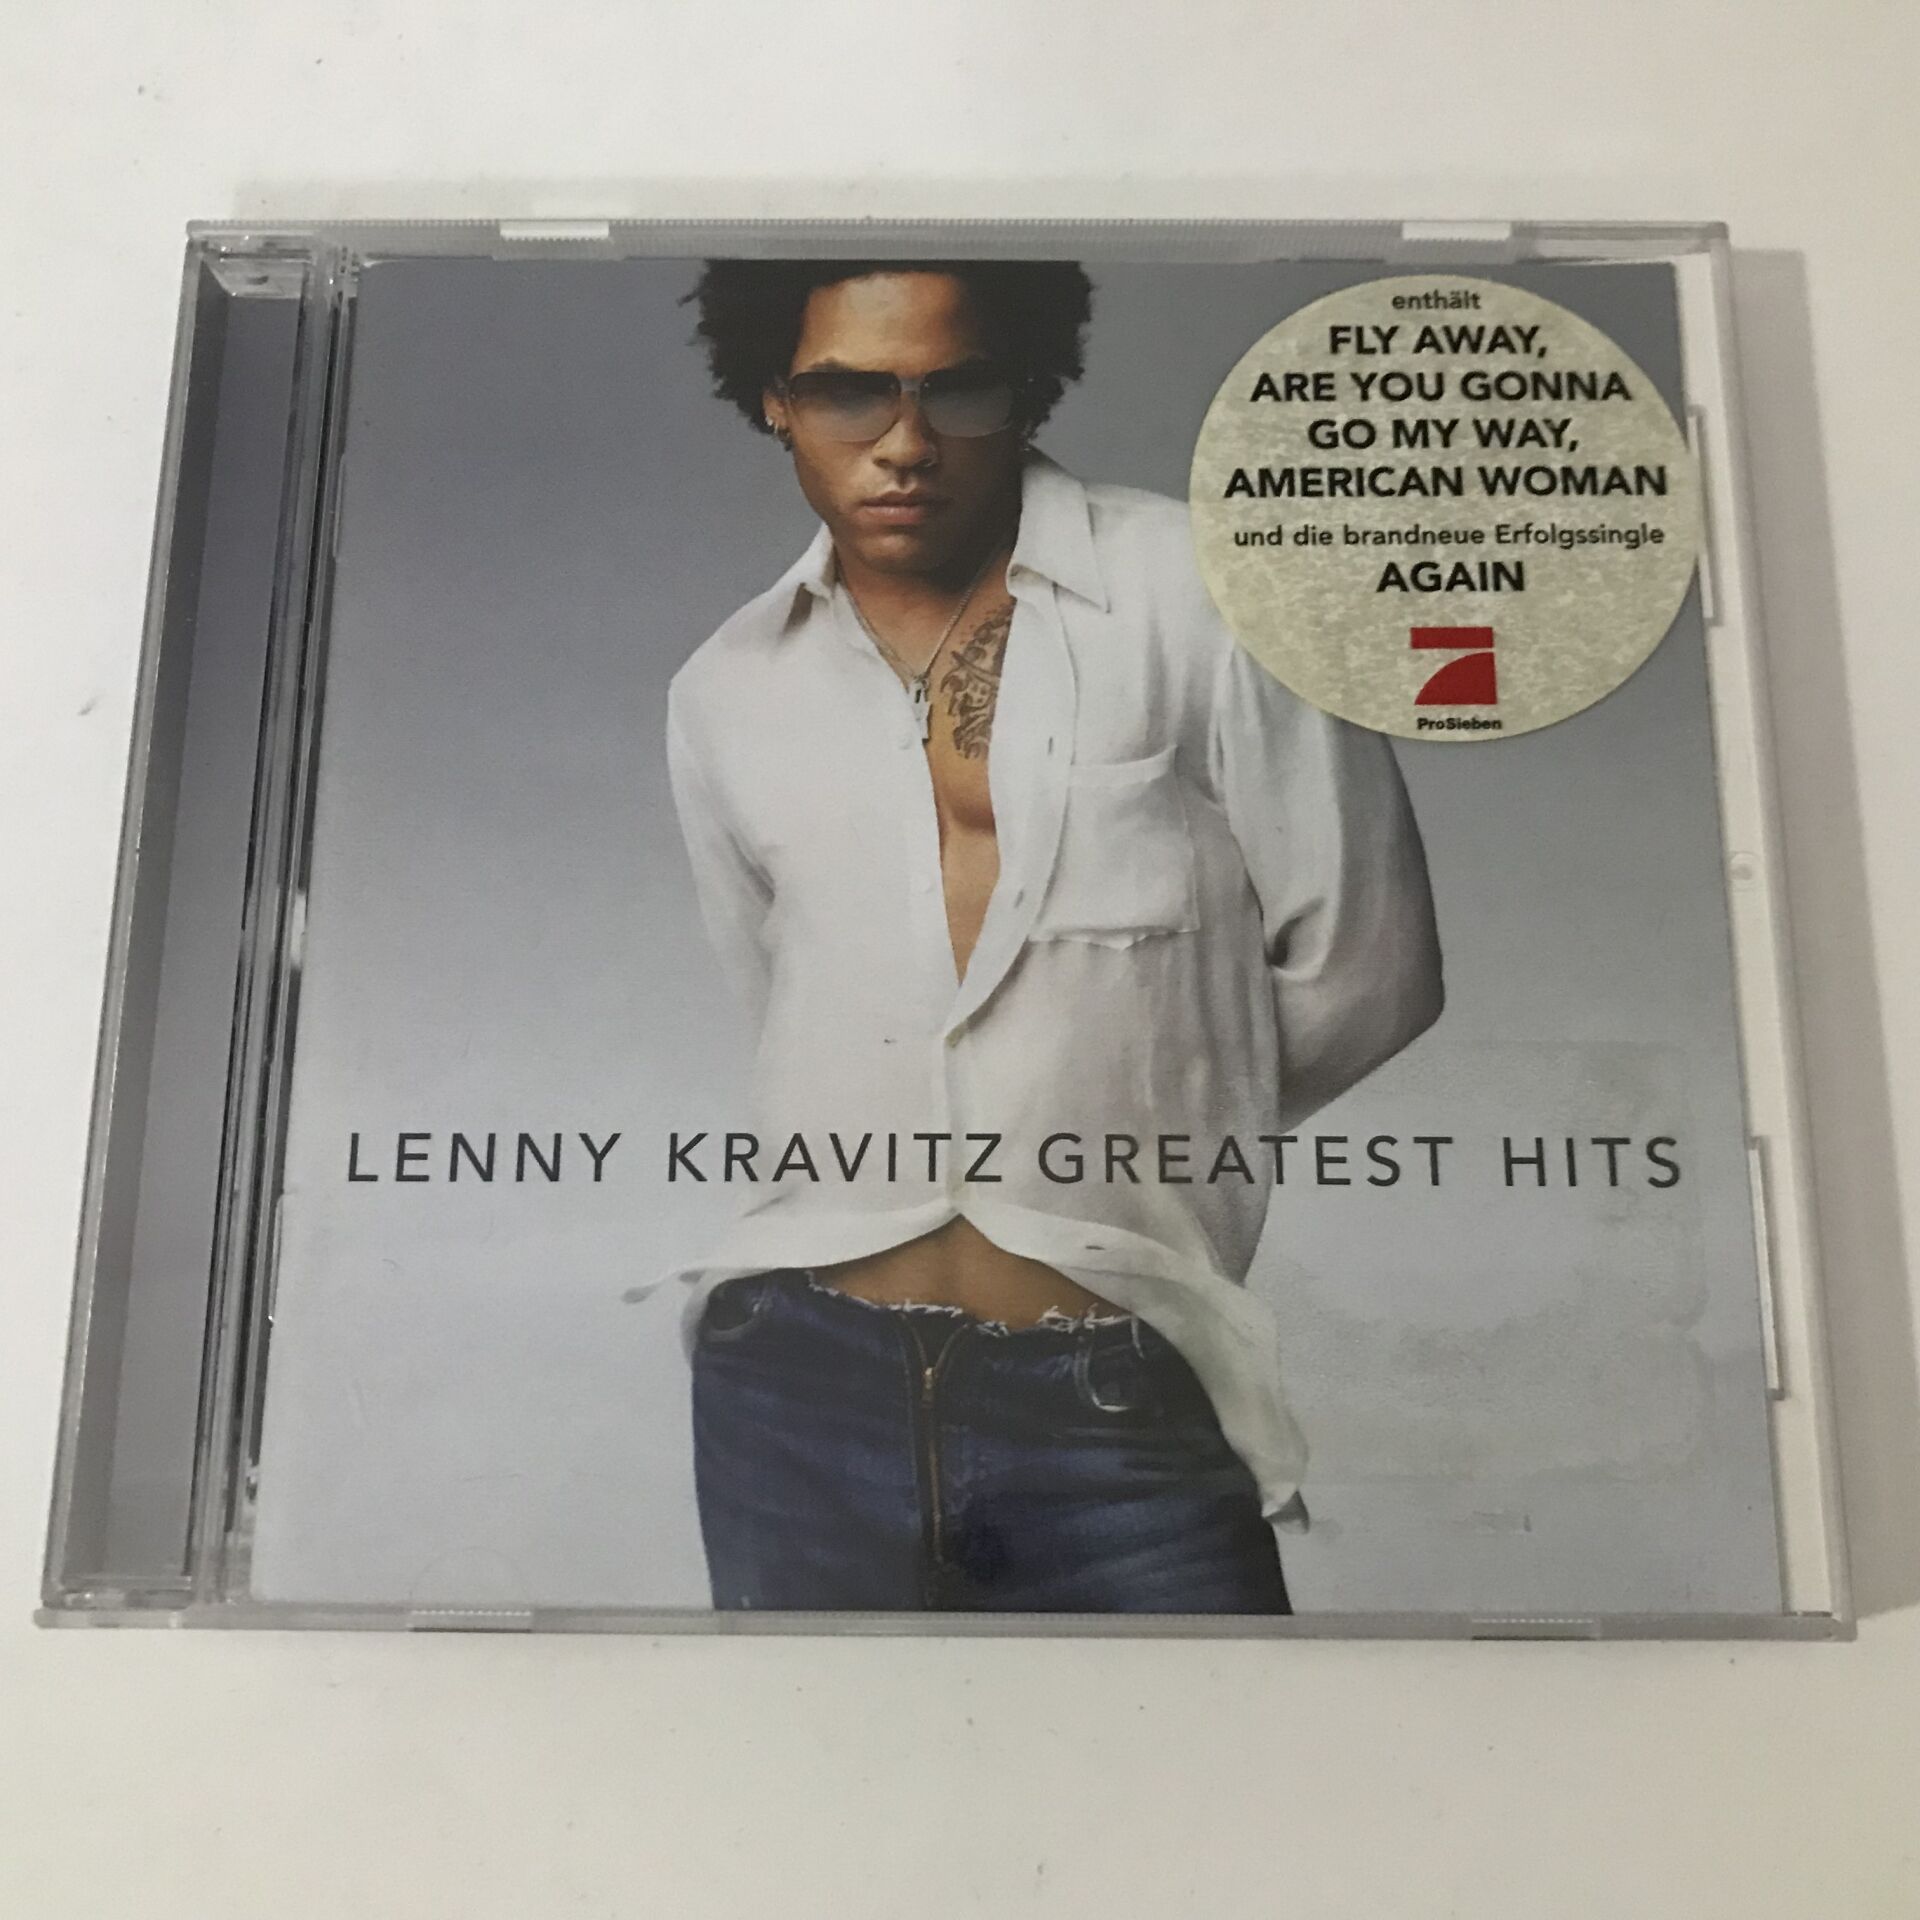 enthält
FLY AWAY,
ARE YOU GONNA
GO MY WAY,
AMERICAN WOMAN
und die brandneue Erfolgssingle
AGAIN
ProSieben
LENNY KRAVITZ GREATEST HITS